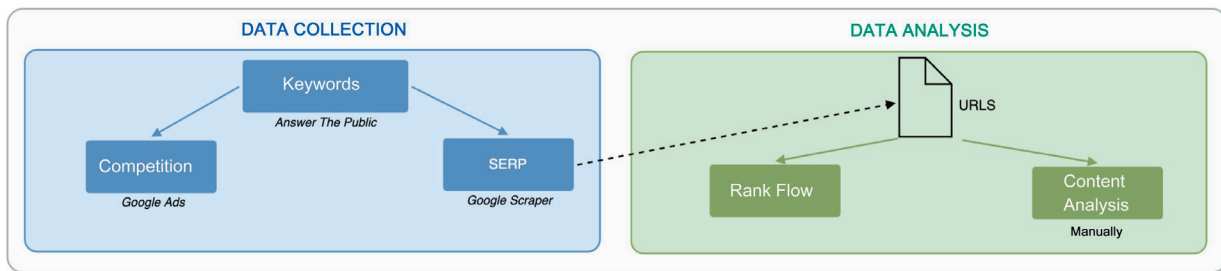 DATA COLLECTION
Keywords
Answer The Public
Competition
Google Ads
SERP
Google Scraper
DATA ANALYSIS
URLS
Rank Flow
Content
Analysis
Manually